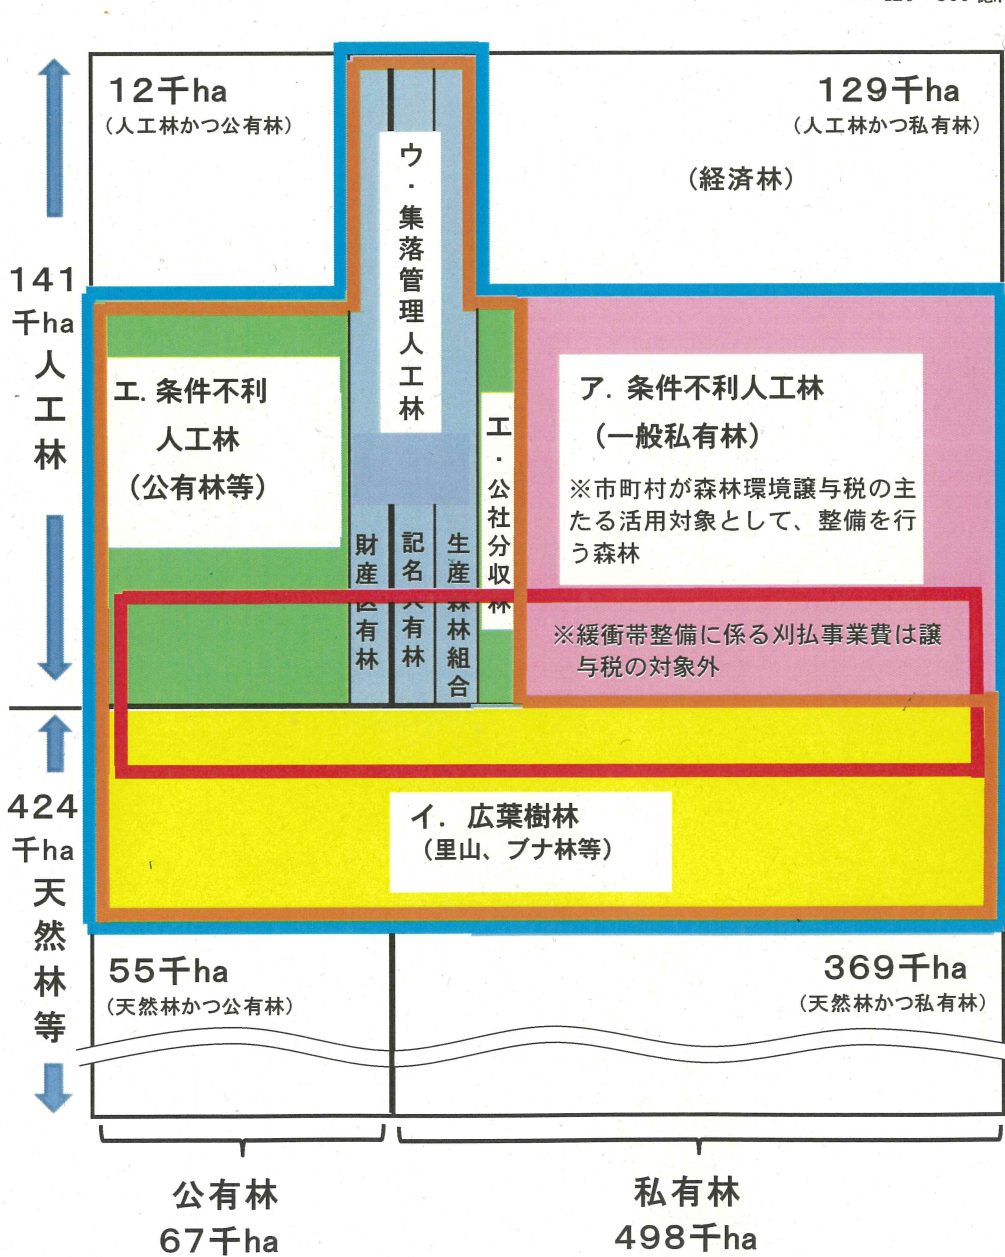 12千ha
（人工林かつ公有林）
129千ha
（人工林かつ私有林）
（経済林）
141
千ha
人工林
ウ・集落管理人工林
エ. 条件不利
人工林
（公有林等）
エ・公社分収林
ア. 条件不利人工林
（一般私有林）
※市町村が森林環境譲与税の主
たる活用対象として、整備を行
う森林
財産区有林
記名共有林
生産森林組合
※緩衝帯整備に係る刈払事業費は譲
与税の対象外
424
千ha
天然林等
イ. 広葉樹林
（里山、ブナ林等）
55千ha
（天然林かつ公有林）
369千ha
（天然林かつ私有林）
公有林
67千ha
私有林
498千ha